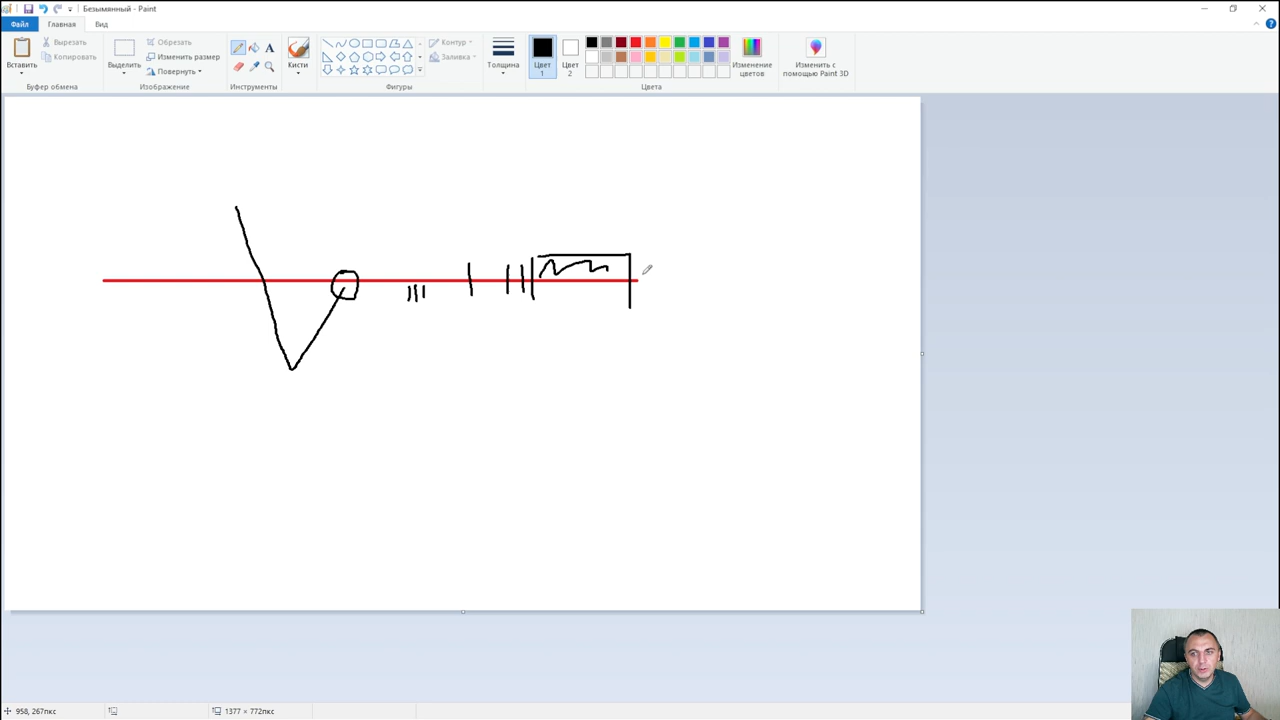 Безымянный - Paint
Файл Главная Вид
Вставить
Вырезать
Копировать
Буфер обмена
Выделить
Обрезать
Изменить размер
Повернуть
Изображение
A
Инструменты
Кисти
Контур
Заливка
Фигуры
Толщина
Цвет 1
Цвет 2
Изменение цветов
Цвета
Изменить с помощью Paint 3D
958, 267пкс
1377 × 772пкс